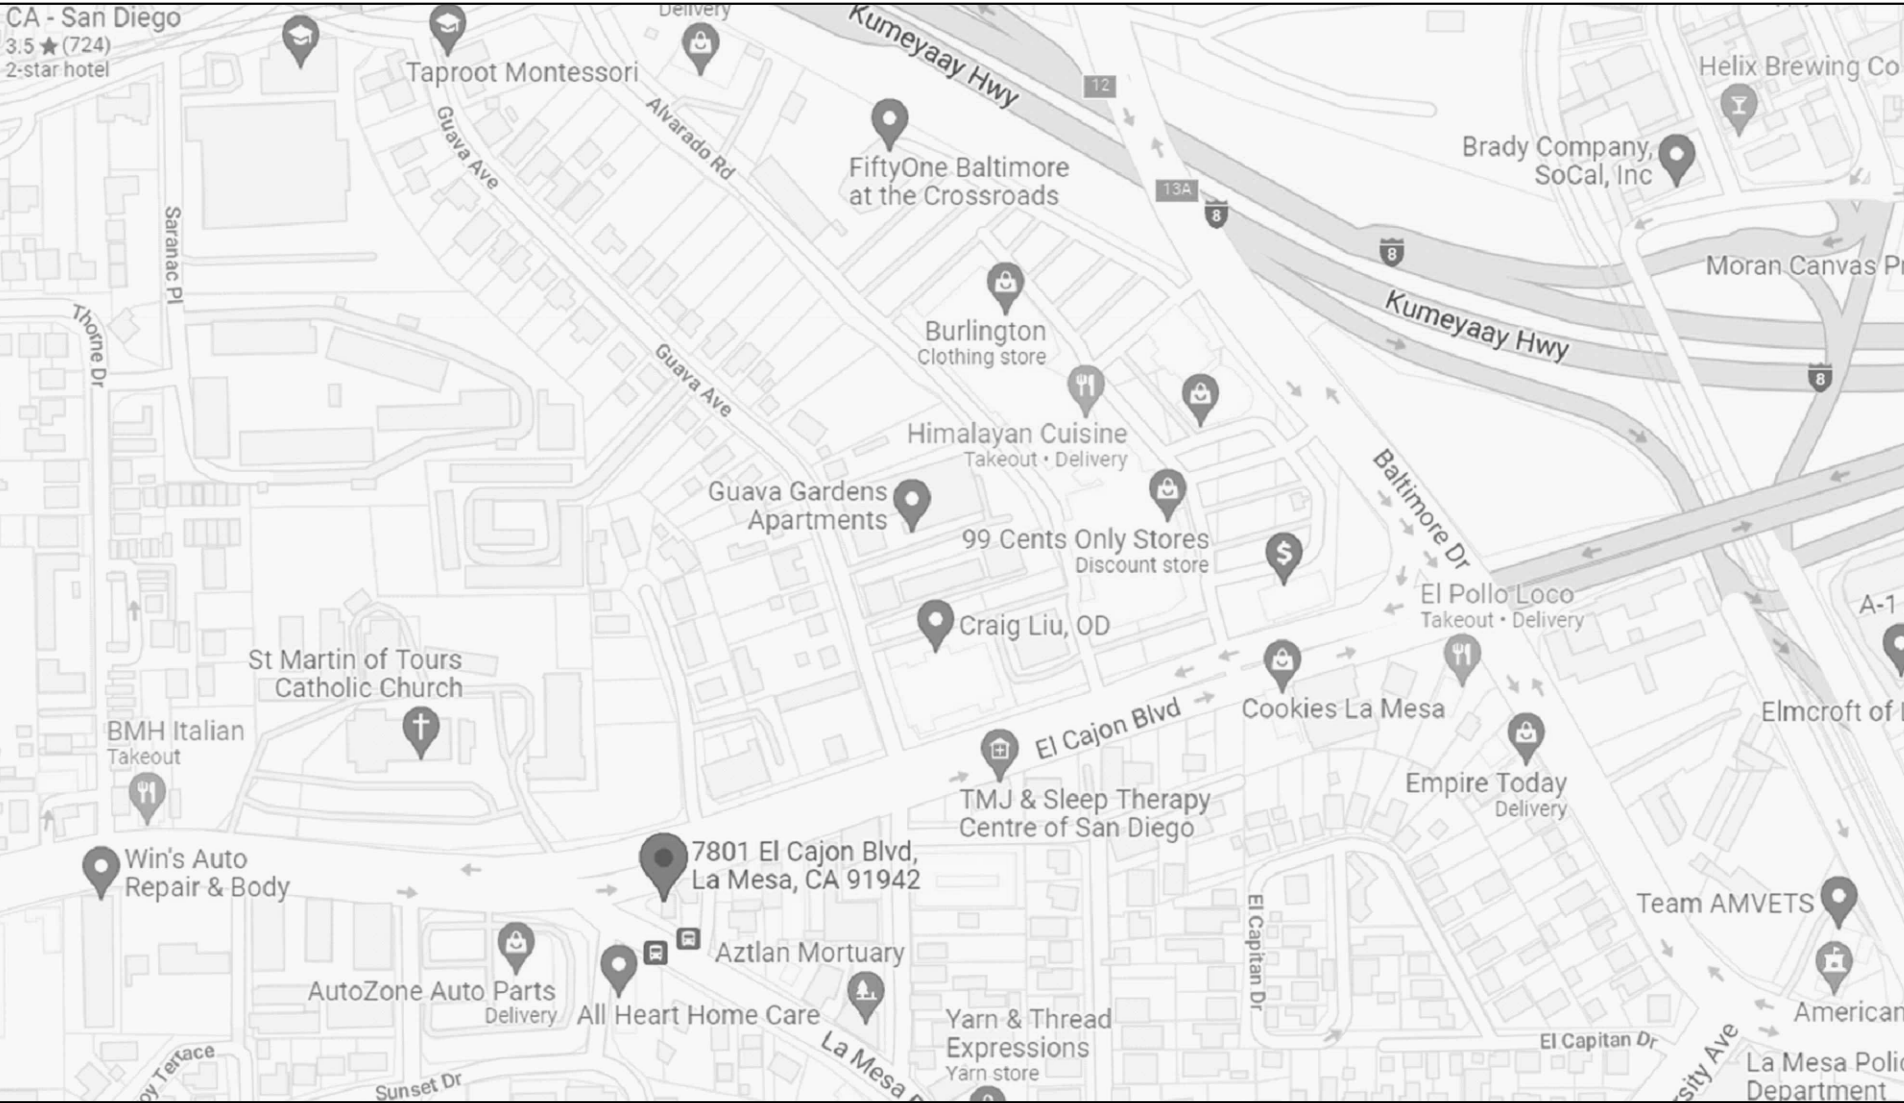 CA - San Diego
3.5 ★ (724)
2-star hotel
Taproot Montessori
Delivery
Kumeyaay Hwy
12
Helix Brewing Co
Guava Ave
Alvarado Rd
FiftyOne Baltimore
at the Crossroads
13A
8
Brady Company,
SoCal, Inc
Saranac Pl
8
Moran Canvas Pr
Thorne Dr
Burlington
Clothing store
Kumeyaay Hwy
8
Guava Ave
Himalayan Cuisine
Takeout • Delivery
Baltimore Dr
Guava Gardens
Apartments
99 Cents Only Stores
Discount store
$
El Pollo Loco
Takeout • Delivery
A-1
Craig Liu, OD
St Martin of Tours
Catholic Church
Cookies La Mesa
Elmcroft of
BMH Italian
Takeout
El Cajon Blvd
Empire Today
Delivery
TMJ & Sleep Therapy
Centre of San Diego
7801 El Cajon Blvd,
La Mesa, CA 91942
Win's Auto
Repair & Body
El Capitan Dr
Team AMVETS
Aztlan Mortuary
AutoZone Auto Parts
Delivery
All Heart Home Care
Yarn & Thread
Expressions
Yarn store
La Mesa
American
El Capitan Dr
sity Ave
La Mesa Polic
Department
oy Terrace
Sunset Dr